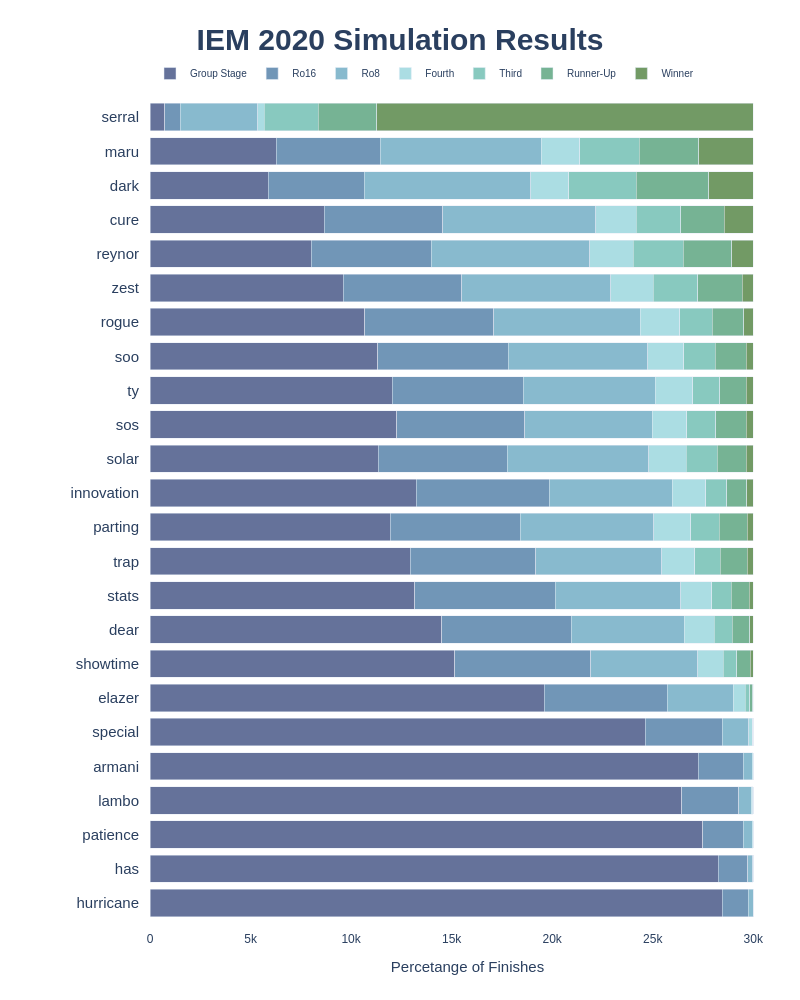 IEM 2020 Simulation Results
Group Stage Ro16 Ro8 Fourth Third Runner-Up Winner
serral
maru
dark
cure
reynor
zest
rogue
soo
ty
sos
solar
innovation
parting
trap
stats
dear
showtime
elazer
special
armani
lambo
patience
has
hurricane
0 5k 10k 15k 20k 25k 30k
Percetange of Finishes